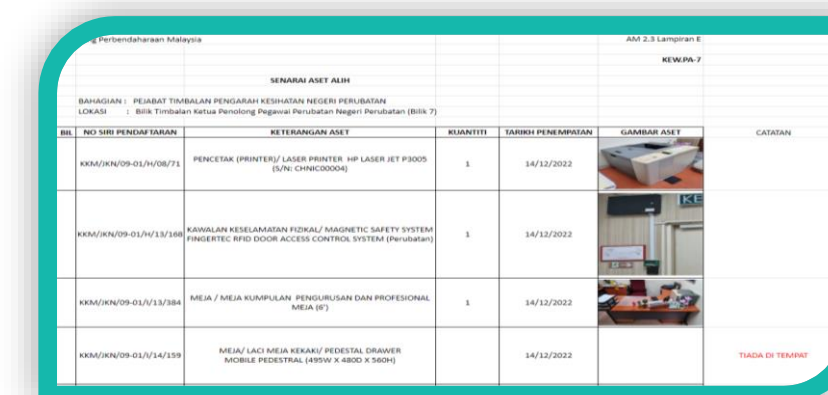 Perbendaharaan Malaysia
AM 2.3 Lampiran E
KEW.PA-7
SENARAI ASET ALIH
BAHAGIAN : PEJABAT TIMBALAN PENGARAH KESIHATAN NEGERI PERUBATAN
LOKASI : Bilik Timbalan Ketua Penolong Pegawai Perubatan Negeri Perubatan (Bilik 7)
BIL NO SIRI PENDAFTARAN KETERANGAN ASET KUANTITI TARIKH PENEMPATAN GAMBAR ASET CATATAN
KKM/JKN/09-01/H/08/71 PENCETAK (PRINTER)/ LASER PRINTER HP LASER JET P3005 1 14/12/2022
(S/N: CHNIC00004)
KKM/JKN/09-01/H/13/168 KAWALAN KESELAMATAN FIZIKAL/ MAGNETIC SAFETY SYSTEM 1 14/12/2022
FINGERTEC RFID DOOR ACCESS CONTROL SYSTEM (Perubatan)
KE
KKM/JKN/09-01/I/13/384 MEJA / MEJA KUMPULAN PENGURUSAN DAN PROFESIONAL 1 14/12/2022
MEJA (6')
KKM/JKN/09-01/I/14/159 MEJA/ LACI MEJA KEKAKI/ PEDESTAL DRAWER 14/12/2022 TIADA DI TEMPAT
MOBILE PEDESTRAL (495W X 480D X 560H)